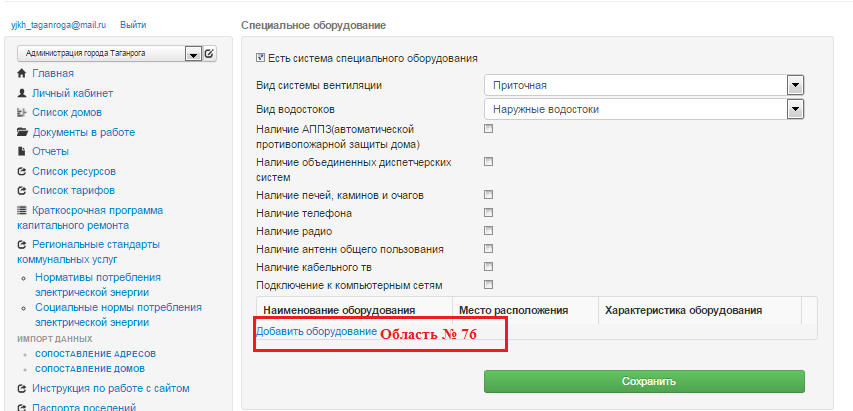 yjkh_taganroga@mail.ru Выйти
Администрация города Таганрога
Главная
Личный кабинет
Список домов
Документы в работе
Отчеты
Список ресурсов
Список тарифов
Краткосрочная программа
капитального ремонта
Региональные стандарты
коммунальных услуг
Нормативы потребления
электрической энергии
Социальные нормы потребления
электрической энергии
ИМПОРТ ДАННЫХ
СОПОСТАВЛЕНИЕ АДРЕСОВ
СОПОСТАВЛЕНИЕ ДОМОВ
Инструкция по работе с сайтом
Паспорта поселений
Специальное оборудование
Есть система специального оборудования
Вид системы вентиляции Приточная
Вид водостоков Наружные водостоки
Наличие АППЗ(автоматической
противопожарной защиты дома)
Наличие объединенных диспетчерских
систем
Наличие печей, каминов и очагов
Наличие телефона
Наличие радио
Наличие антенн общего пользования
Наличие кабельного тв
Подключение к компьютерным сетям
Наименование оборудования Место расположения Характеристика оборудования
Добавить оборудование Область № 76
Сохранить